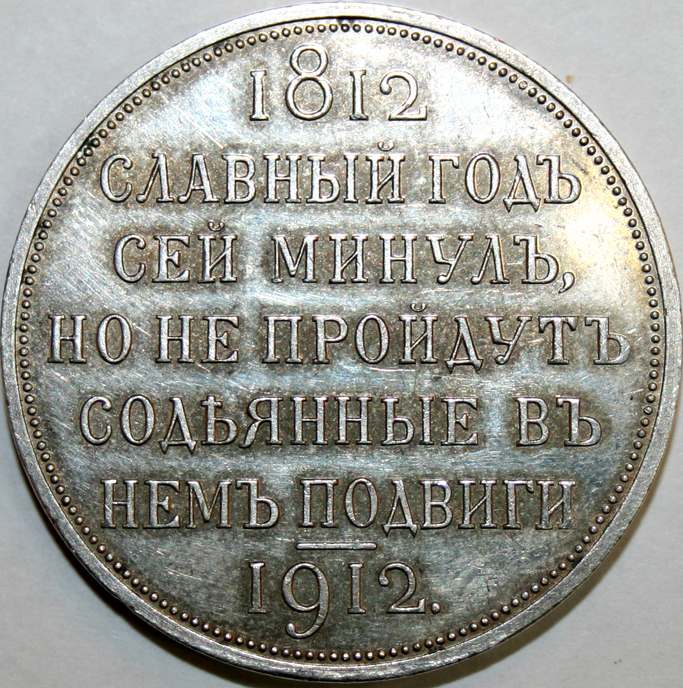 1812
СЛАВНЫЙ ГОДЪ
СЕЙ МИНУЛЪ,
НО НЕ ПРОЙДУТЪ
СОДѢЯННЫЕ ВЪ
НЕМЪ ПОДВИГИ
1912.